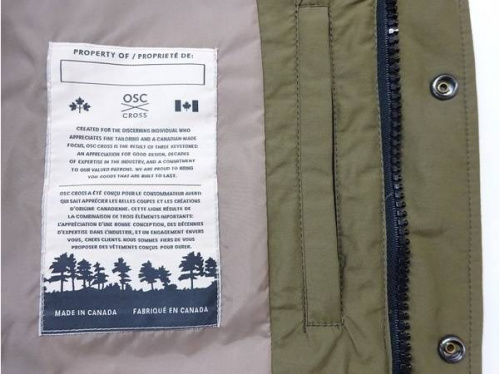 PROPERTY OF / PROPRIETÉ DE:
OSC
CROSS
CREATED FOR THE DISCERNING INDIVIDUAL WHO
APPRECIATES FINE TAILORING AND A CANADIAN-MADE
FOCUS, OSC CROSS IS THE RESULT OF THREE KEYSTONES:
AN APPRECIATION FOR GOOD DESIGN, DECADES
OF EXPERTISE IN THE INDUSTRY, AND A COMMITMENT
TO OUR VALUED PATRONS. WE ARE PROUD TO BRING
YOU GOODS THAT ARE BUILT TO LAST.
OSC CROSS A ÉTÉ CONÇU POUR LE CONSOMMATEUR AVERTI
QUI SAIT APPRÉCIER LES BELLES COUPES ET LES CRÉATIONS
D'ORIGINE CANADIENNE. CETTE LIGNE RÉSULTE DE
LA COMBINAISON DE TROIS ÉLÉMENTS IMPORTANTS:
L'APPRÉCIATION D'UNE BONNE CONCEPTION, DES DÉCENNIES
D'EXPERTISE DANS L'INDUSTRIE, ET UN ENGAGEMENT ENVERS
VOUS, CHERS CLIENTS. NOUS SOMMES FIERS DE VOUS
PROPOSER DES VÊTEMENTS CONÇUS POUR DURER.
MADE IN CANADA FABRIQUÉ EN CANADA